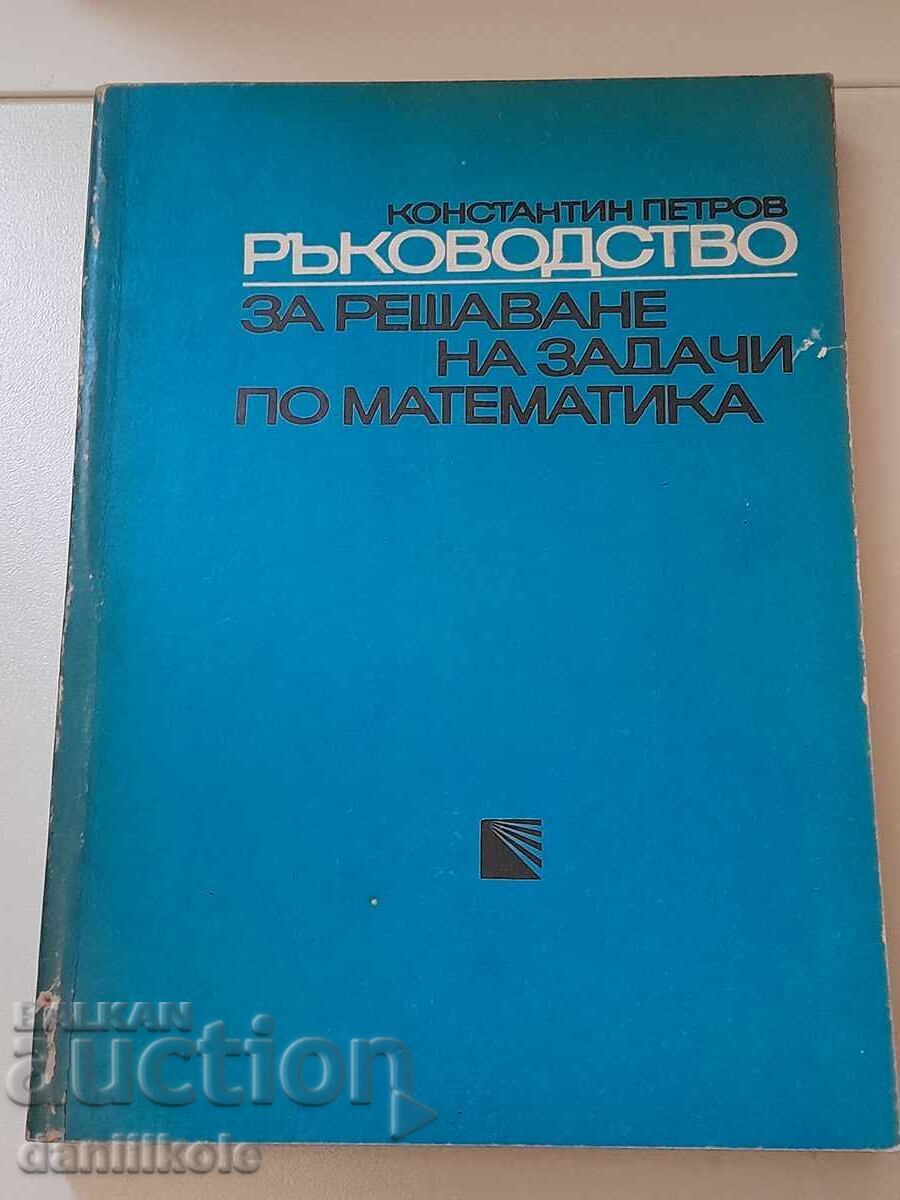 КОНСТАНТИН ПЕТРОВ
РЪКОВОДСТВО
ЗА РЕШАВАНЕ
НА ЗАДАЧИ
ПО МАТЕМАТИКА
BALKAN
auction
daniilkole